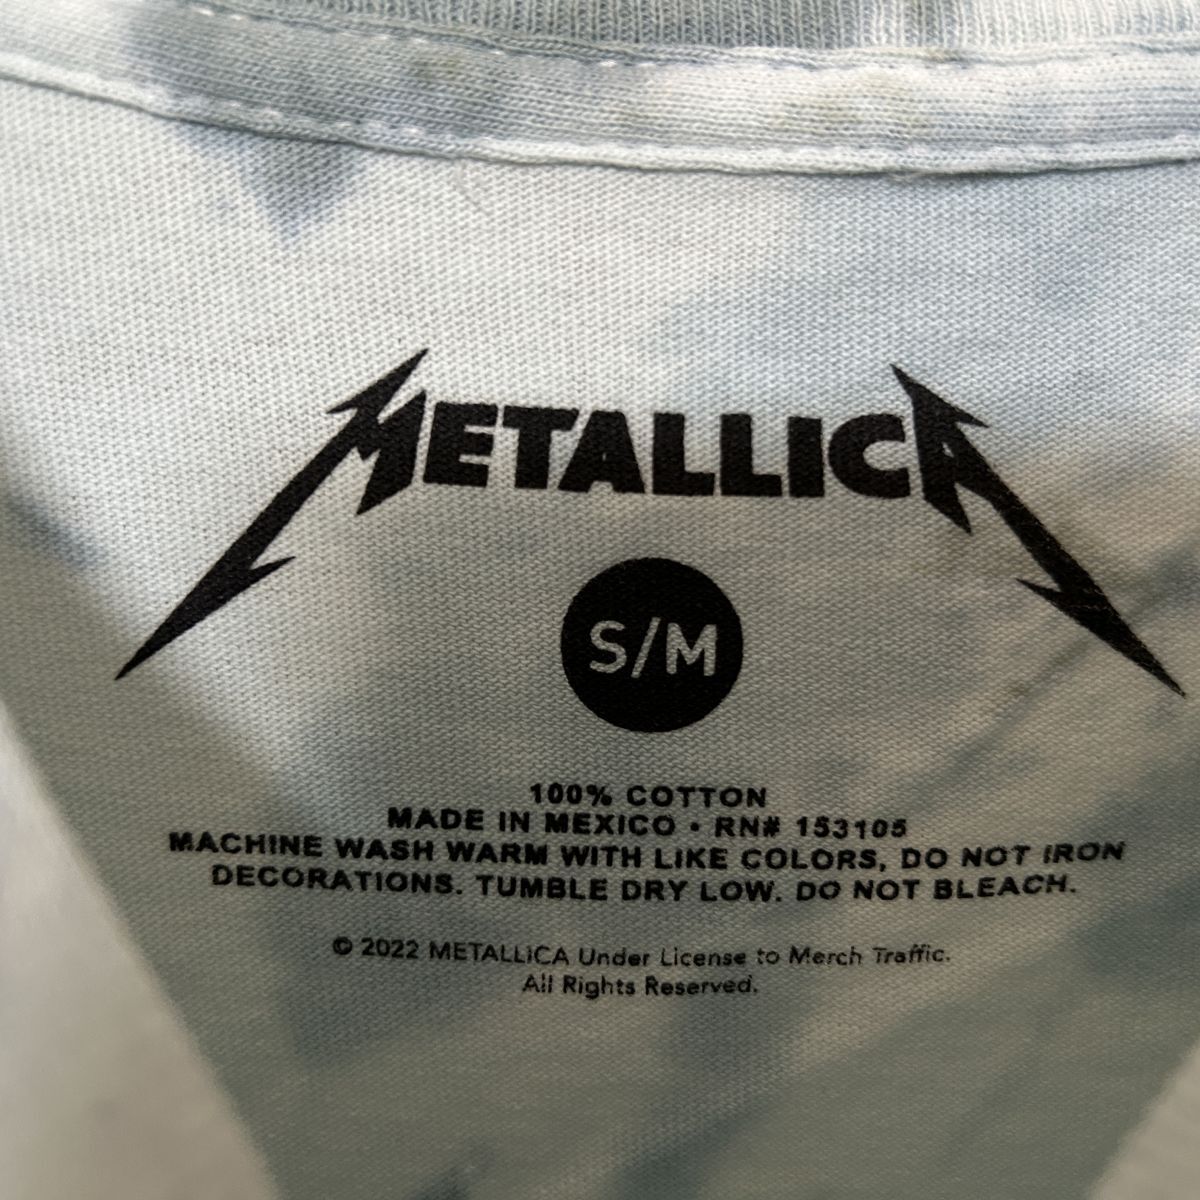 METALLICA
S/M
100% COTTON
MADE IN MEXICO • RN# 153105
MACHINE WASH WARM WITH LIKE COLORS, DO NOT IRON
DECORATIONS. TUMBLE DRY LOW. DO NOT BLEACH.
© 2022 METALLICA Under License to Merch Traffic.
All Rights Reserved.